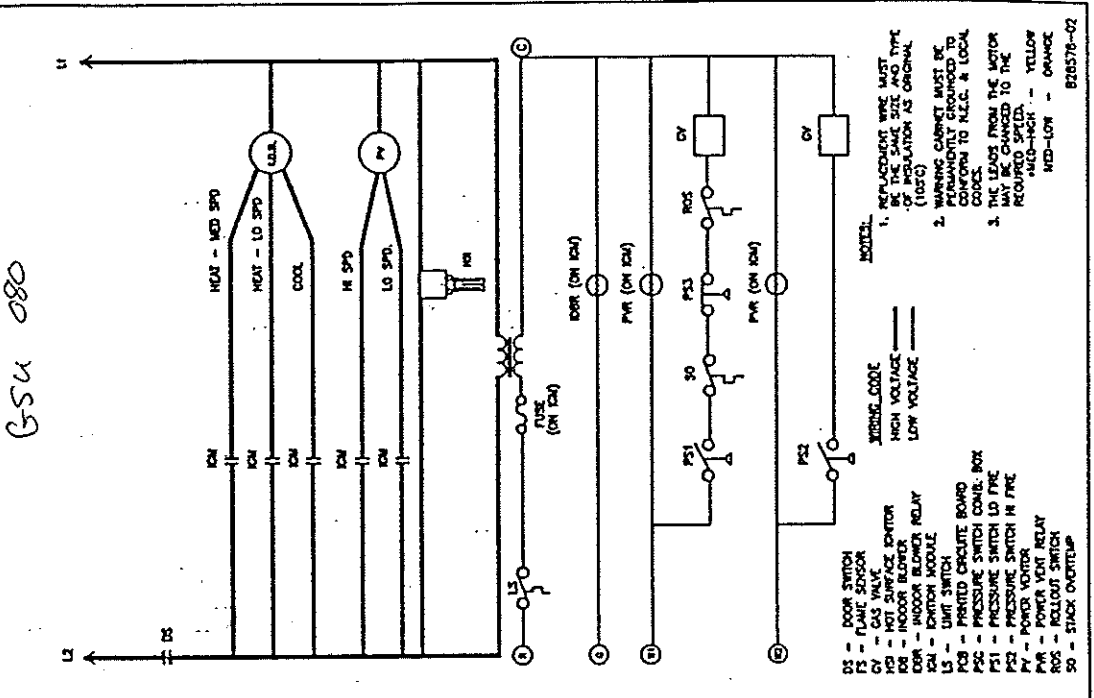 GSU 080
L1
L2
DS
ICM
HEAT - MED SPD
ICM
HEAT - LO SPD
ICM
COOL
I.D.B.
ICM
HI SPD
ICM
LO SPD.
PV
HSI
LS
FUSE
(ON ICM)
R
C
G
IDBR (ON ICM)
W1
PVR (ON ICM)
PS1
SO
PS3
ROS
GV
W2
PVR (ON ICM)
PS2
GV
DS - DOOR SWITCH
FS - FLAME SENSOR
GV - GAS VALVE
HSI - HOT SURFACE IGNITOR
IDB - INDOOR BLOWER
IDBR - INDOOR BLOWER RELAY
ICM - IGNITION MODULE
LS - LIMIT SWITCH
PCB - PRINTED CIRCUITE BOARD
PSC - PRESSURE SWITCH COMB. BOX
PS1 - PRESSURE SWITCH LO FIRE
PS2 - PRESSURE SWITCH HI FIRE
PV - POWER VENTOR
PVR - POWER VENT RELAY
ROS - ROLLOUT SWITCH
SO - STACK OVERTEMP
WIRING CODE
HIGH VOLTAGE
LOW VOLTAGE
NOTES:
1. REPLACEMENT WIRE MUST
BE THE SAME SIZE AND TYPE
OF INSULATION AS ORIGINAL
(105C)
2. WARNING CABINET MUST BE
PERMANENTLY GROUNDED TO
CONFORM TO N.E.C. & LOCAL
CODES.
3. THE LEADS FROM THE MOTOR
MAY BE CHANGED TO THE
REQUIRED SPEED.
*MED-HIGH - YELLOW
MED-LOW - ORANGE
B28578-02